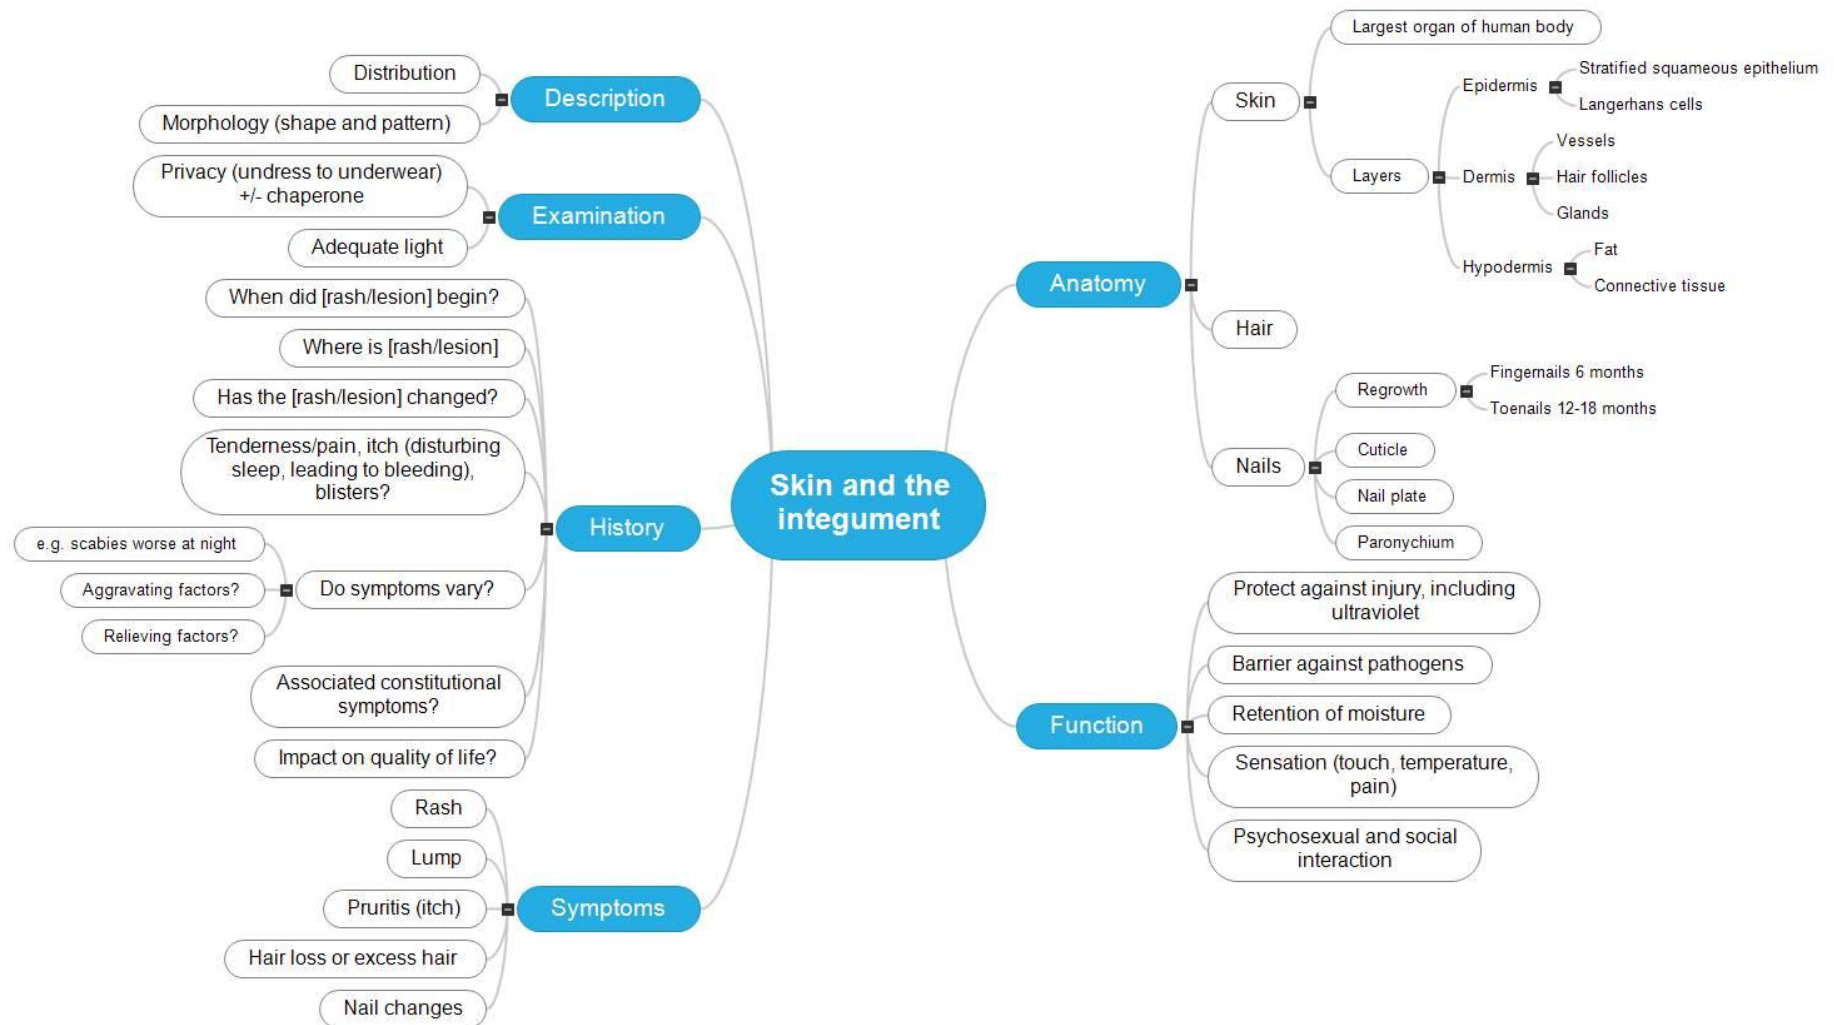 Skin and the
integument
Description
Distribution
Morphology (shape and pattern)
Examination
Privacy (undress to underwear)
+/- chaperone
Adequate light
History
When did [rash/lesion] begin?
Where is [rash/lesion]
Has the [rash/lesion] changed?
Tenderness/pain, itch (disturbing
sleep, leading to bleeding),
blisters?
Do symptoms vary?
e.g. scabies worse at night
Aggravating factors?
Relieving factors?
Associated constitutional
symptoms?
Impact on quality of life?
Symptoms
Rash
Lump
Pruritis (itch)
Hair loss or excess hair
Nail changes
Anatomy
Skin
Largest organ of human body
Layers
Epidermis
Stratified squameous epithelium
Langerhans cells
Dermis
Vessels
Hair follicles
Glands
Hypodermis
Fat
Connective tissue
Hair
Nails
Regrowth
Fingernails 6 months
Toenails 12-18 months
Cuticle
Nail plate
Paronychium
Function
Protect against injury, including
ultraviolet
Barrier against pathogens
Retention of moisture
Sensation (touch, temperature,
pain)
Psychosexual and social
interaction